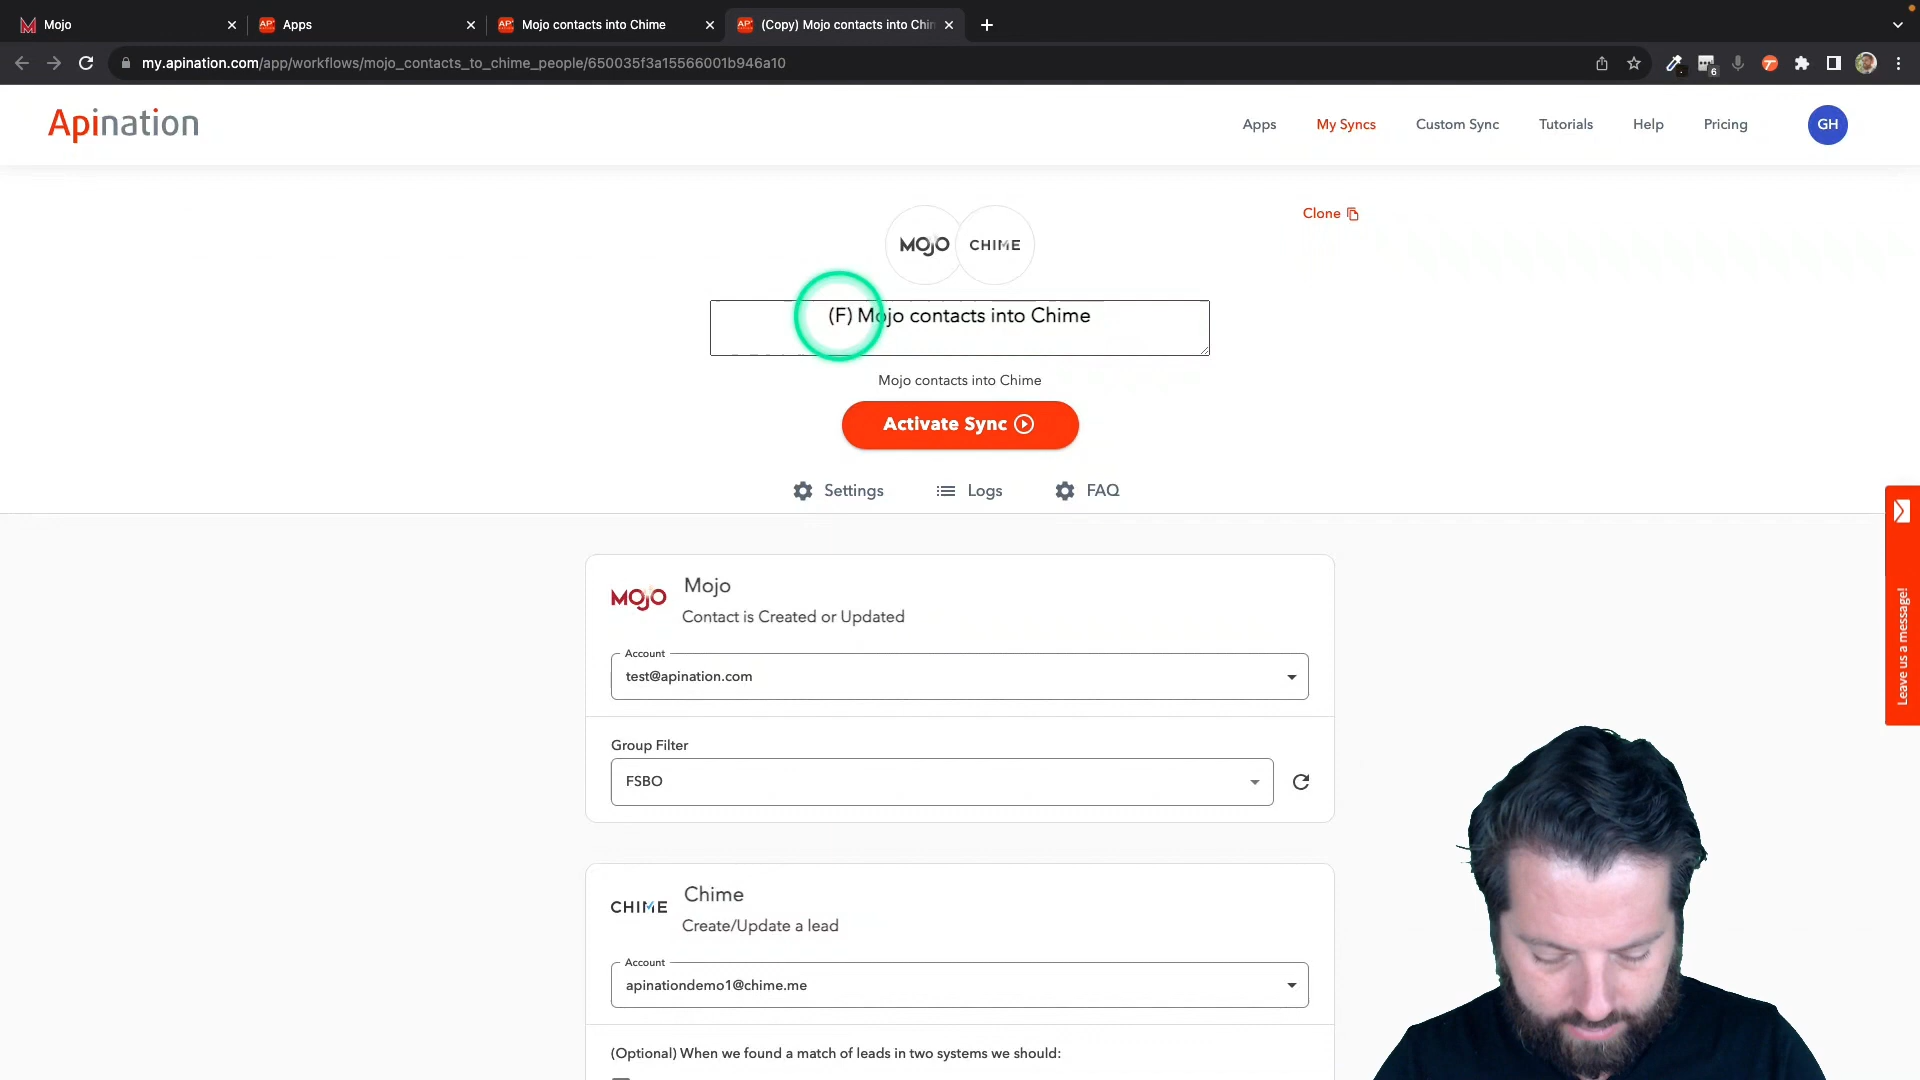 Mojo
Apps
Mojo contacts into Chime
(Copy) Mojo contacts into Chim
my.apination.com/app/workflows/mojo_contacts_to_chime_people/650035f3a15566001b946a10
6
Apination
Apps
My Syncs
Custom Sync
Tutorials
Help
Pricing
GH
Clone
MOJO
CHIME
(F) Mojo contacts into Chime
Mojo contacts into Chime
Activate Sync
Settings
Logs
FAQ
Leave us a message!
MOJO
Mojo
Contact is Created or Updated
Account
test@apination.com
Group Filter
FSBO
CHIME
Chime
Create/Update a lead
Account
apinationdemo1@chime.me
(Optional) When we found a match of leads in two systems we should: